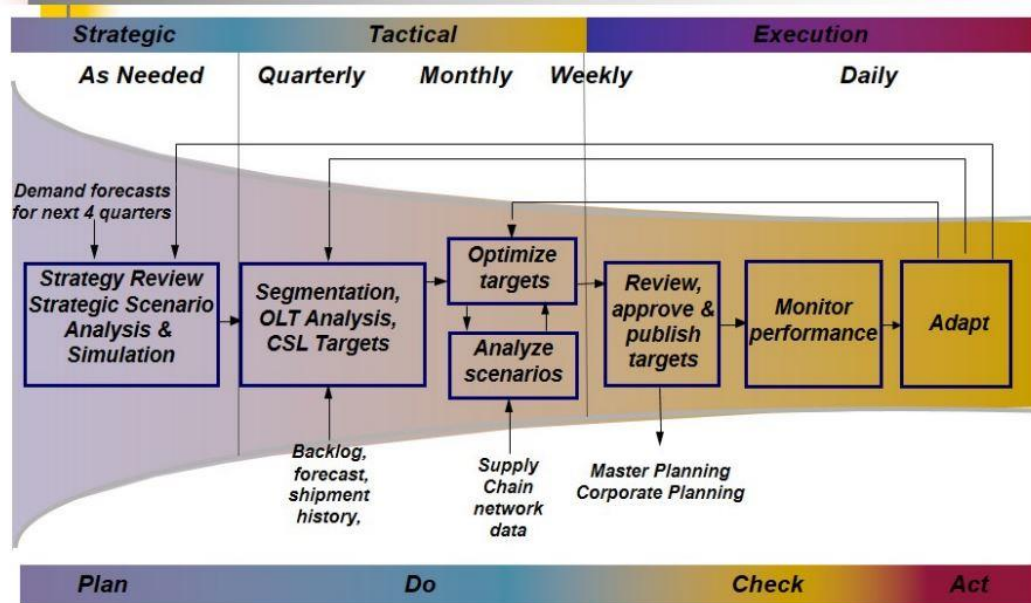 Strategic Tactical Execution
As Needed Quarterly Monthly Weekly Daily
Demand forecasts
for next 4 quarters
Strategy Review
Strategic Scenario
Analysis &
Simulation
Segmentation,
OLT Analysis,
CSL Targets
Optimize
targets
Analyze
scenarios
Review,
approve &
publish
targets
Monitor
performance
Adapt
Backlog,
forecast,
shipment
history,
Supply
Chain
network
data
Master Planning
Corporate Planning
Plan Do Check Act